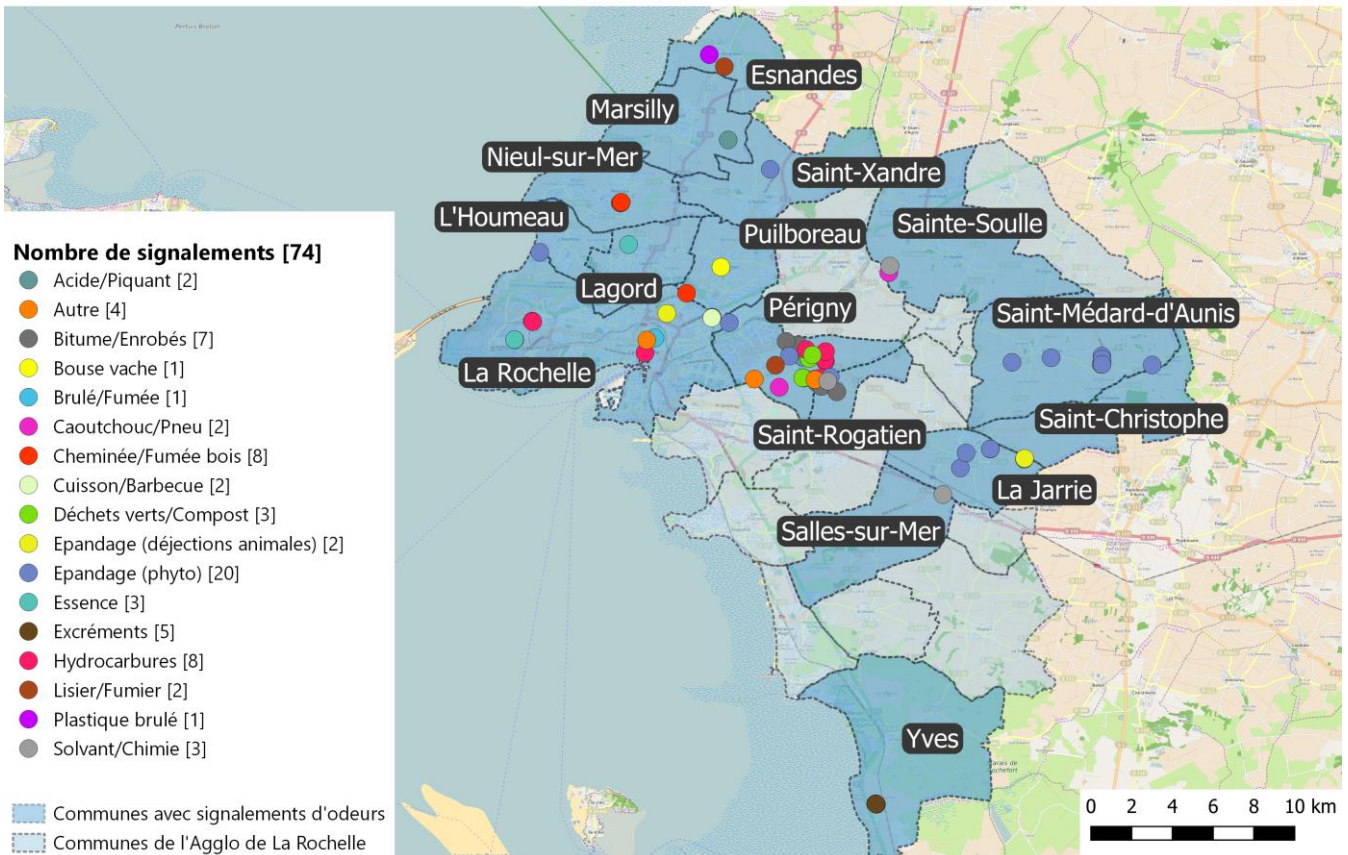 Pertuis Breton
Esnandes
Marsilly
Nieul-sur-Mer
Saint-Xandre
L'Houmeau
Sainte-Soulle
Puilboreau
Lagord
Périgny
Saint-Médard-d'Aunis
La Rochelle
Saint-Christophe
Saint-Rogatien
La Jarrie
Salles-sur-Mer
Yves
Nombre de signalements [74]
Acide/Piquant [2]
Autre [4]
Bitume/Enrobés [7]
Bouse vache [1]
Brulé/Fumée [1]
Caoutchouc/Pneu [2]
Cheminée/Fumée bois [8]
Cuisson/Barbecue [2]
Déchets verts/Compost [3]
Epandage (déjections animales) [2]
Epandage (phyto) [20]
Essence [3]
Excréments [5]
Hydrocarbures [8]
Lisier/Fumier [2]
Plastique brulé [1]
Solvant/Chimie [3]
Communes avec signalements d'odeurs
Communes de l'Agglo de La Rochelle
0 2 4 6 8 10 km